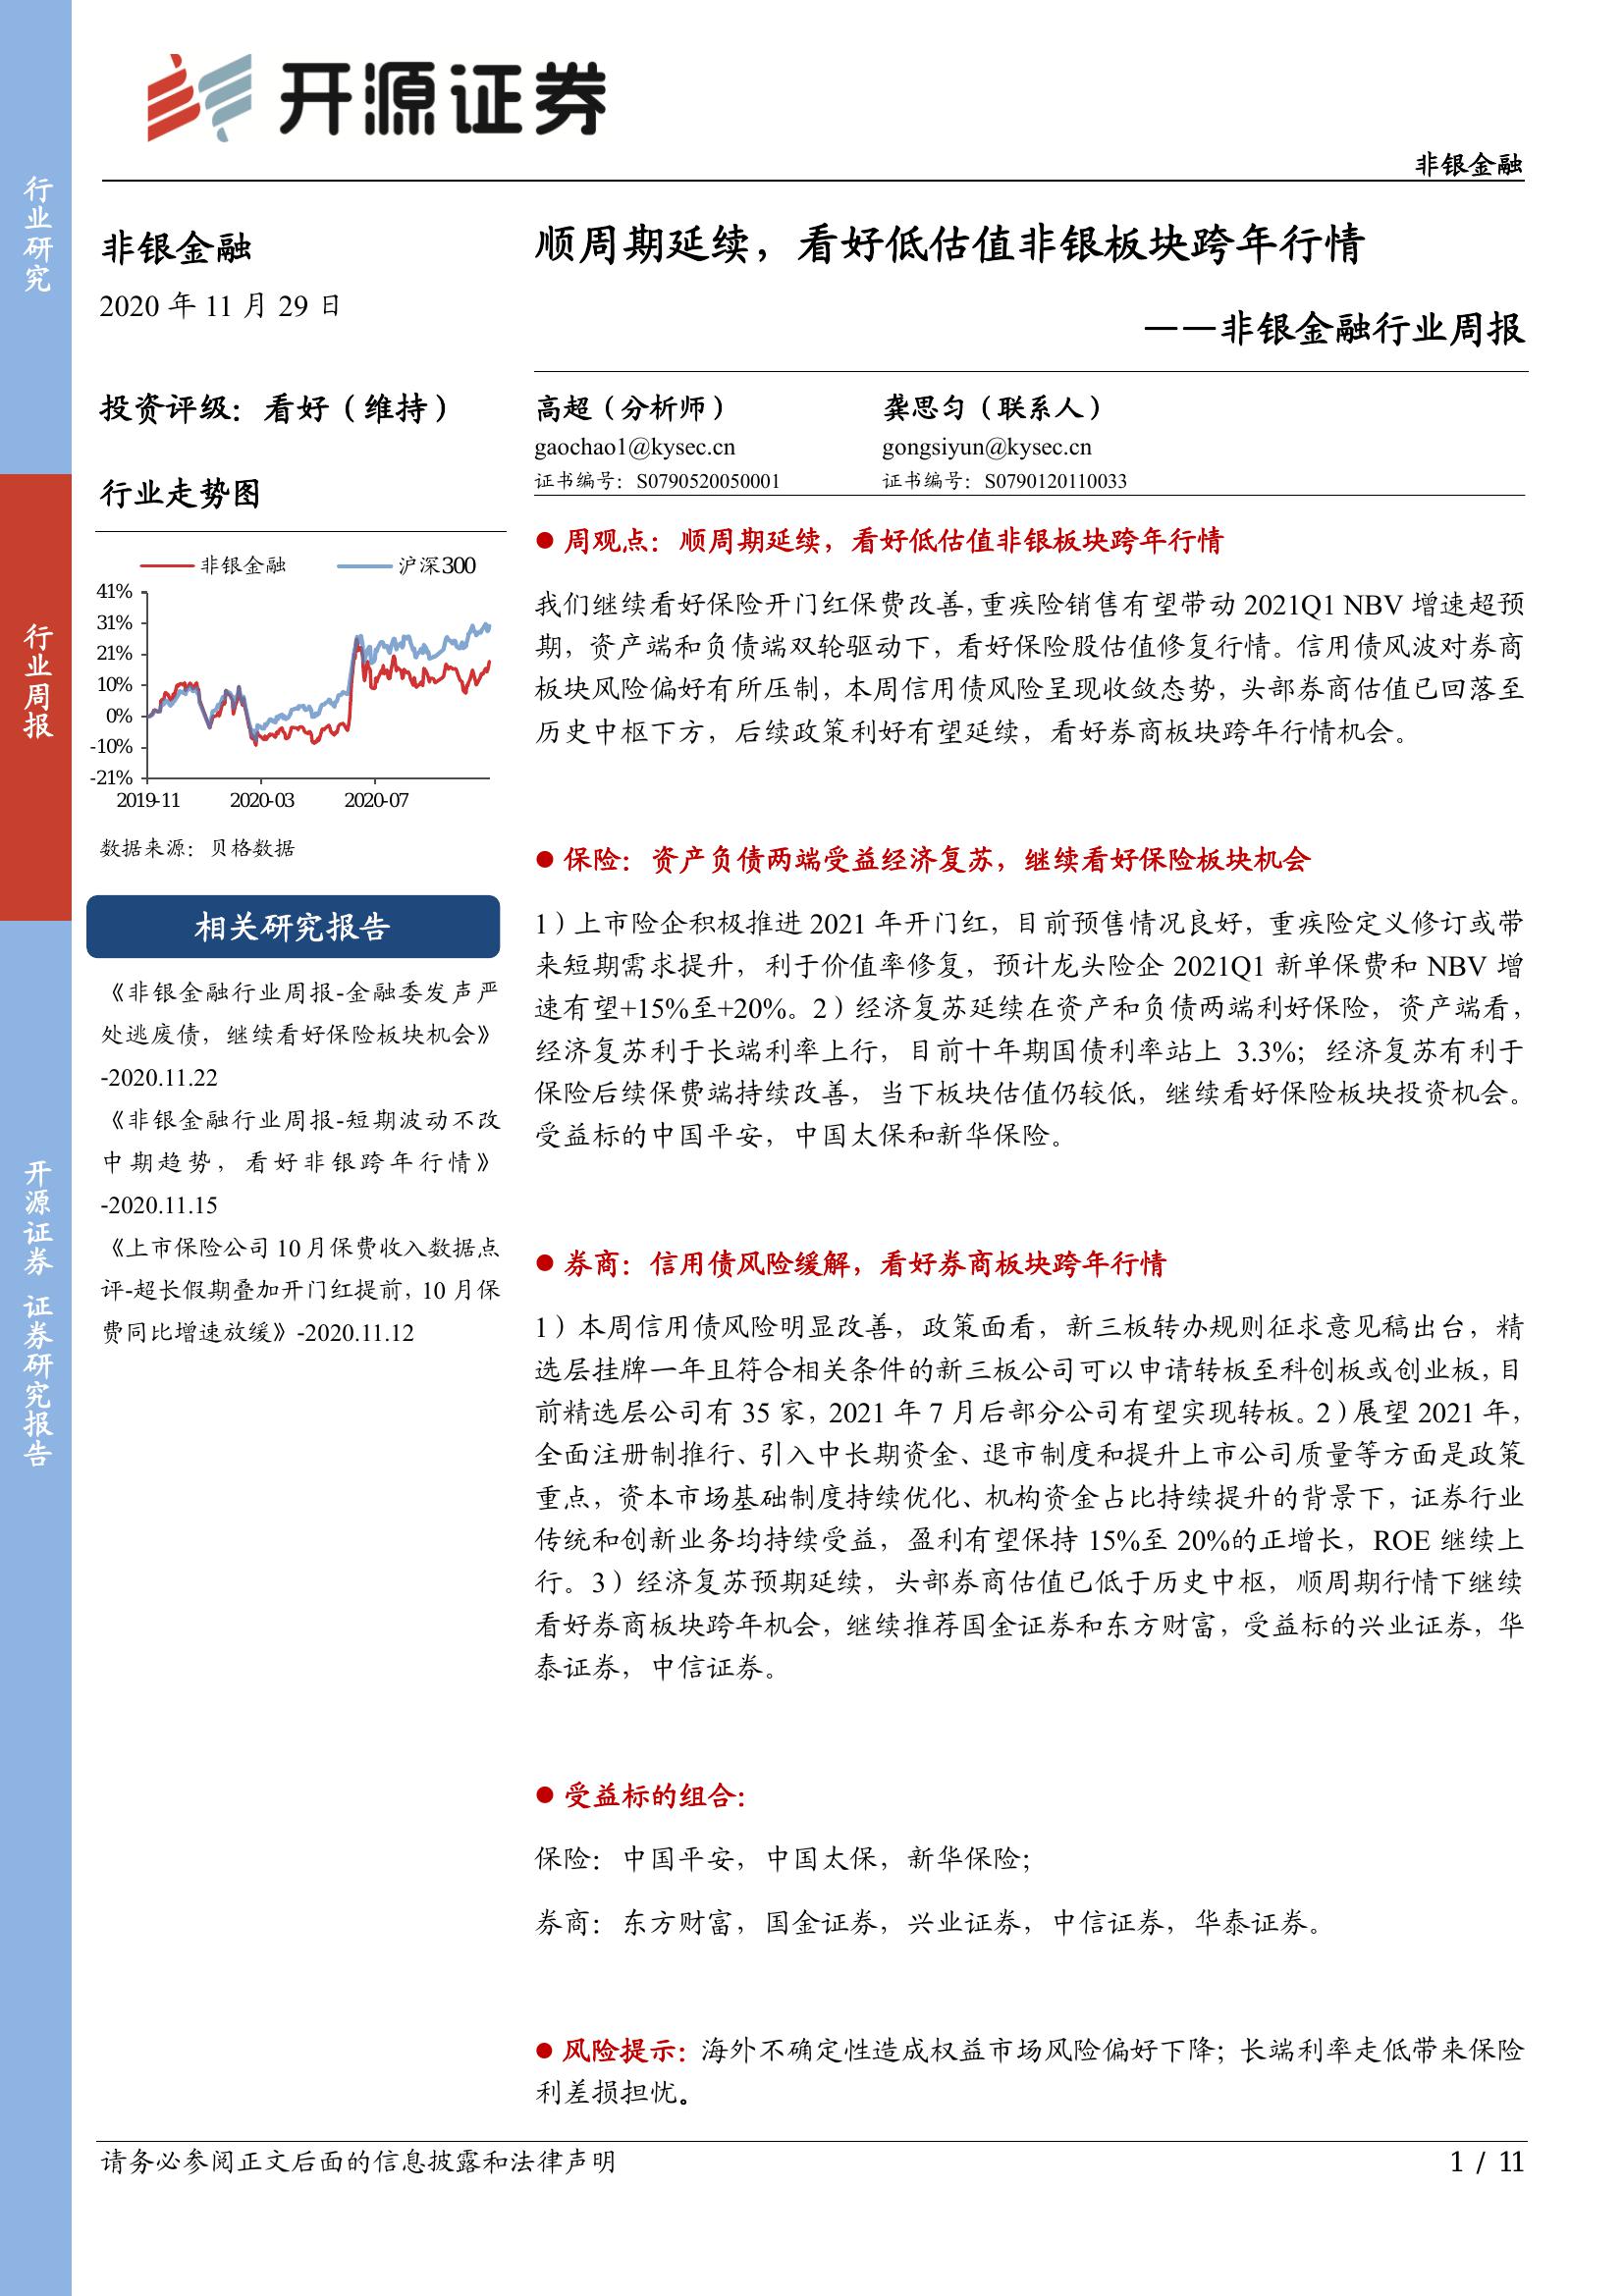 开源证券
非银金融
行业研究
行业周报
开源证券 证券研究报告
非银金融
2020 年 11 月 29 日
投资评级：看好（维持）
行业走势图
非银金融 沪深300
41%
31%
21%
10%
0%
-10%
-21%
2019-11 2020-03 2020-07
数据来源：贝格数据
相关研究报告
《非银金融行业周报-金融委发声严
处逃废债，继续看好保险板块机会》
-2020.11.22
《非银金融行业周报-短期波动不改
中期趋势，看好非银跨年行情》
-2020.11.15
《上市保险公司 10 月保费收入数据点
评-超长假期叠加开门红提前，10 月保
费同比增速放缓》-2020.11.12
顺周期延续，看好低估值非银板块跨年行情
——非银金融行业周报
高超（分析师） 龚思匀（联系人）
gaochao1@kysec.cn gongsiyun@kysec.cn
证书编号：S0790520050001 证书编号：S0790120110033
● 周观点：顺周期延续，看好低估值非银板块跨年行情
我们继续看好保险开门红保费改善，重疾险销售有望带动 2021Q1 NBV 增速超预
期，资产端和负债端双轮驱动下，看好保险股估值修复行情。信用债风波对券商
板块风险偏好有所压制，本周信用债风险呈现收敛态势，头部券商估值已回落至
历史中枢下方，后续政策利好有望延续，看好券商板块跨年行情机会。
● 保险：资产负债两端受益经济复苏，继续看好保险板块机会
1）上市险企积极推进 2021 年开门红，目前预售情况良好，重疾险定义修订或带
来短期需求提升，利于价值率修复，预计龙头险企 2021Q1 新单保费和 NBV 增
速有望+15%至+20%。2）经济复苏延续在资产和负债两端利好保险，资产端看，
经济复苏利于长端利率上行，目前十年期国债利率站上 3.3%；经济复苏有利于
保险后续保费端持续改善，当下板块估值仍较低，继续看好保险板块投资机会。
受益标的中国平安，中国太保和新华保险。
● 券商：信用债风险缓解，看好券商板块跨年行情
1）本周信用债风险明显改善，政策面看，新三板转办规则征求意见稿出台，精
选层挂牌一年且符合相关条件的新三板公司可以申请转板至科创板或创业板，目
前精选层公司有 35 家，2021 年 7 月后部分公司有望实现转板。2）展望 2021 年，
全面注册制推行、引入中长期资金、退市制度和提升上市公司质量等方面是政策
重点，资本市场基础制度持续优化、机构资金占比持续提升的背景下，证券行业
传统和创新业务均持续受益，盈利有望保持 15%至 20%的正增长，ROE 继续上
行。3）经济复苏预期延续，头部券商估值已低于历史中枢，顺周期行情下继续
看好券商板块跨年机会，继续推荐国金证券和东方财富，受益标的兴业证券，华
泰证券，中信证券。
● 受益标的组合：
保险：中国平安，中国太保，新华保险；
券商：东方财富，国金证券，兴业证券，中信证券，华泰证券。
● 风险提示：海外不确定性造成权益市场风险偏好下降；长端利率走低带来保险
利差损担忧。
请务必参阅正文后面的信息披露和法律声明 1 / 11